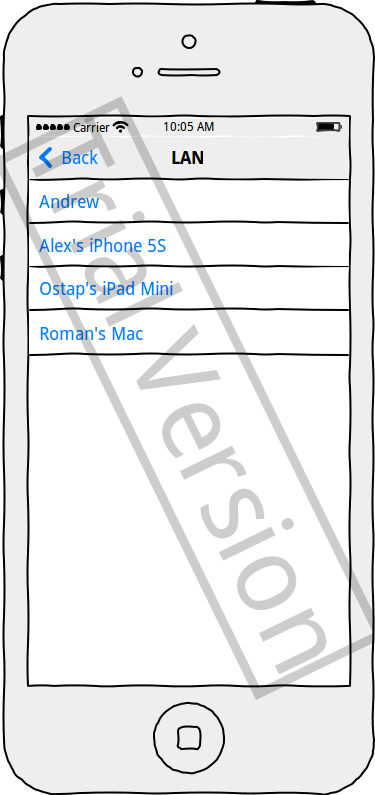 Carrier 10:05 AM
Back LAN
Andrew
Alex's iPhone 5S
Ostap's iPad Mini
Roman's Mac
Trial Version